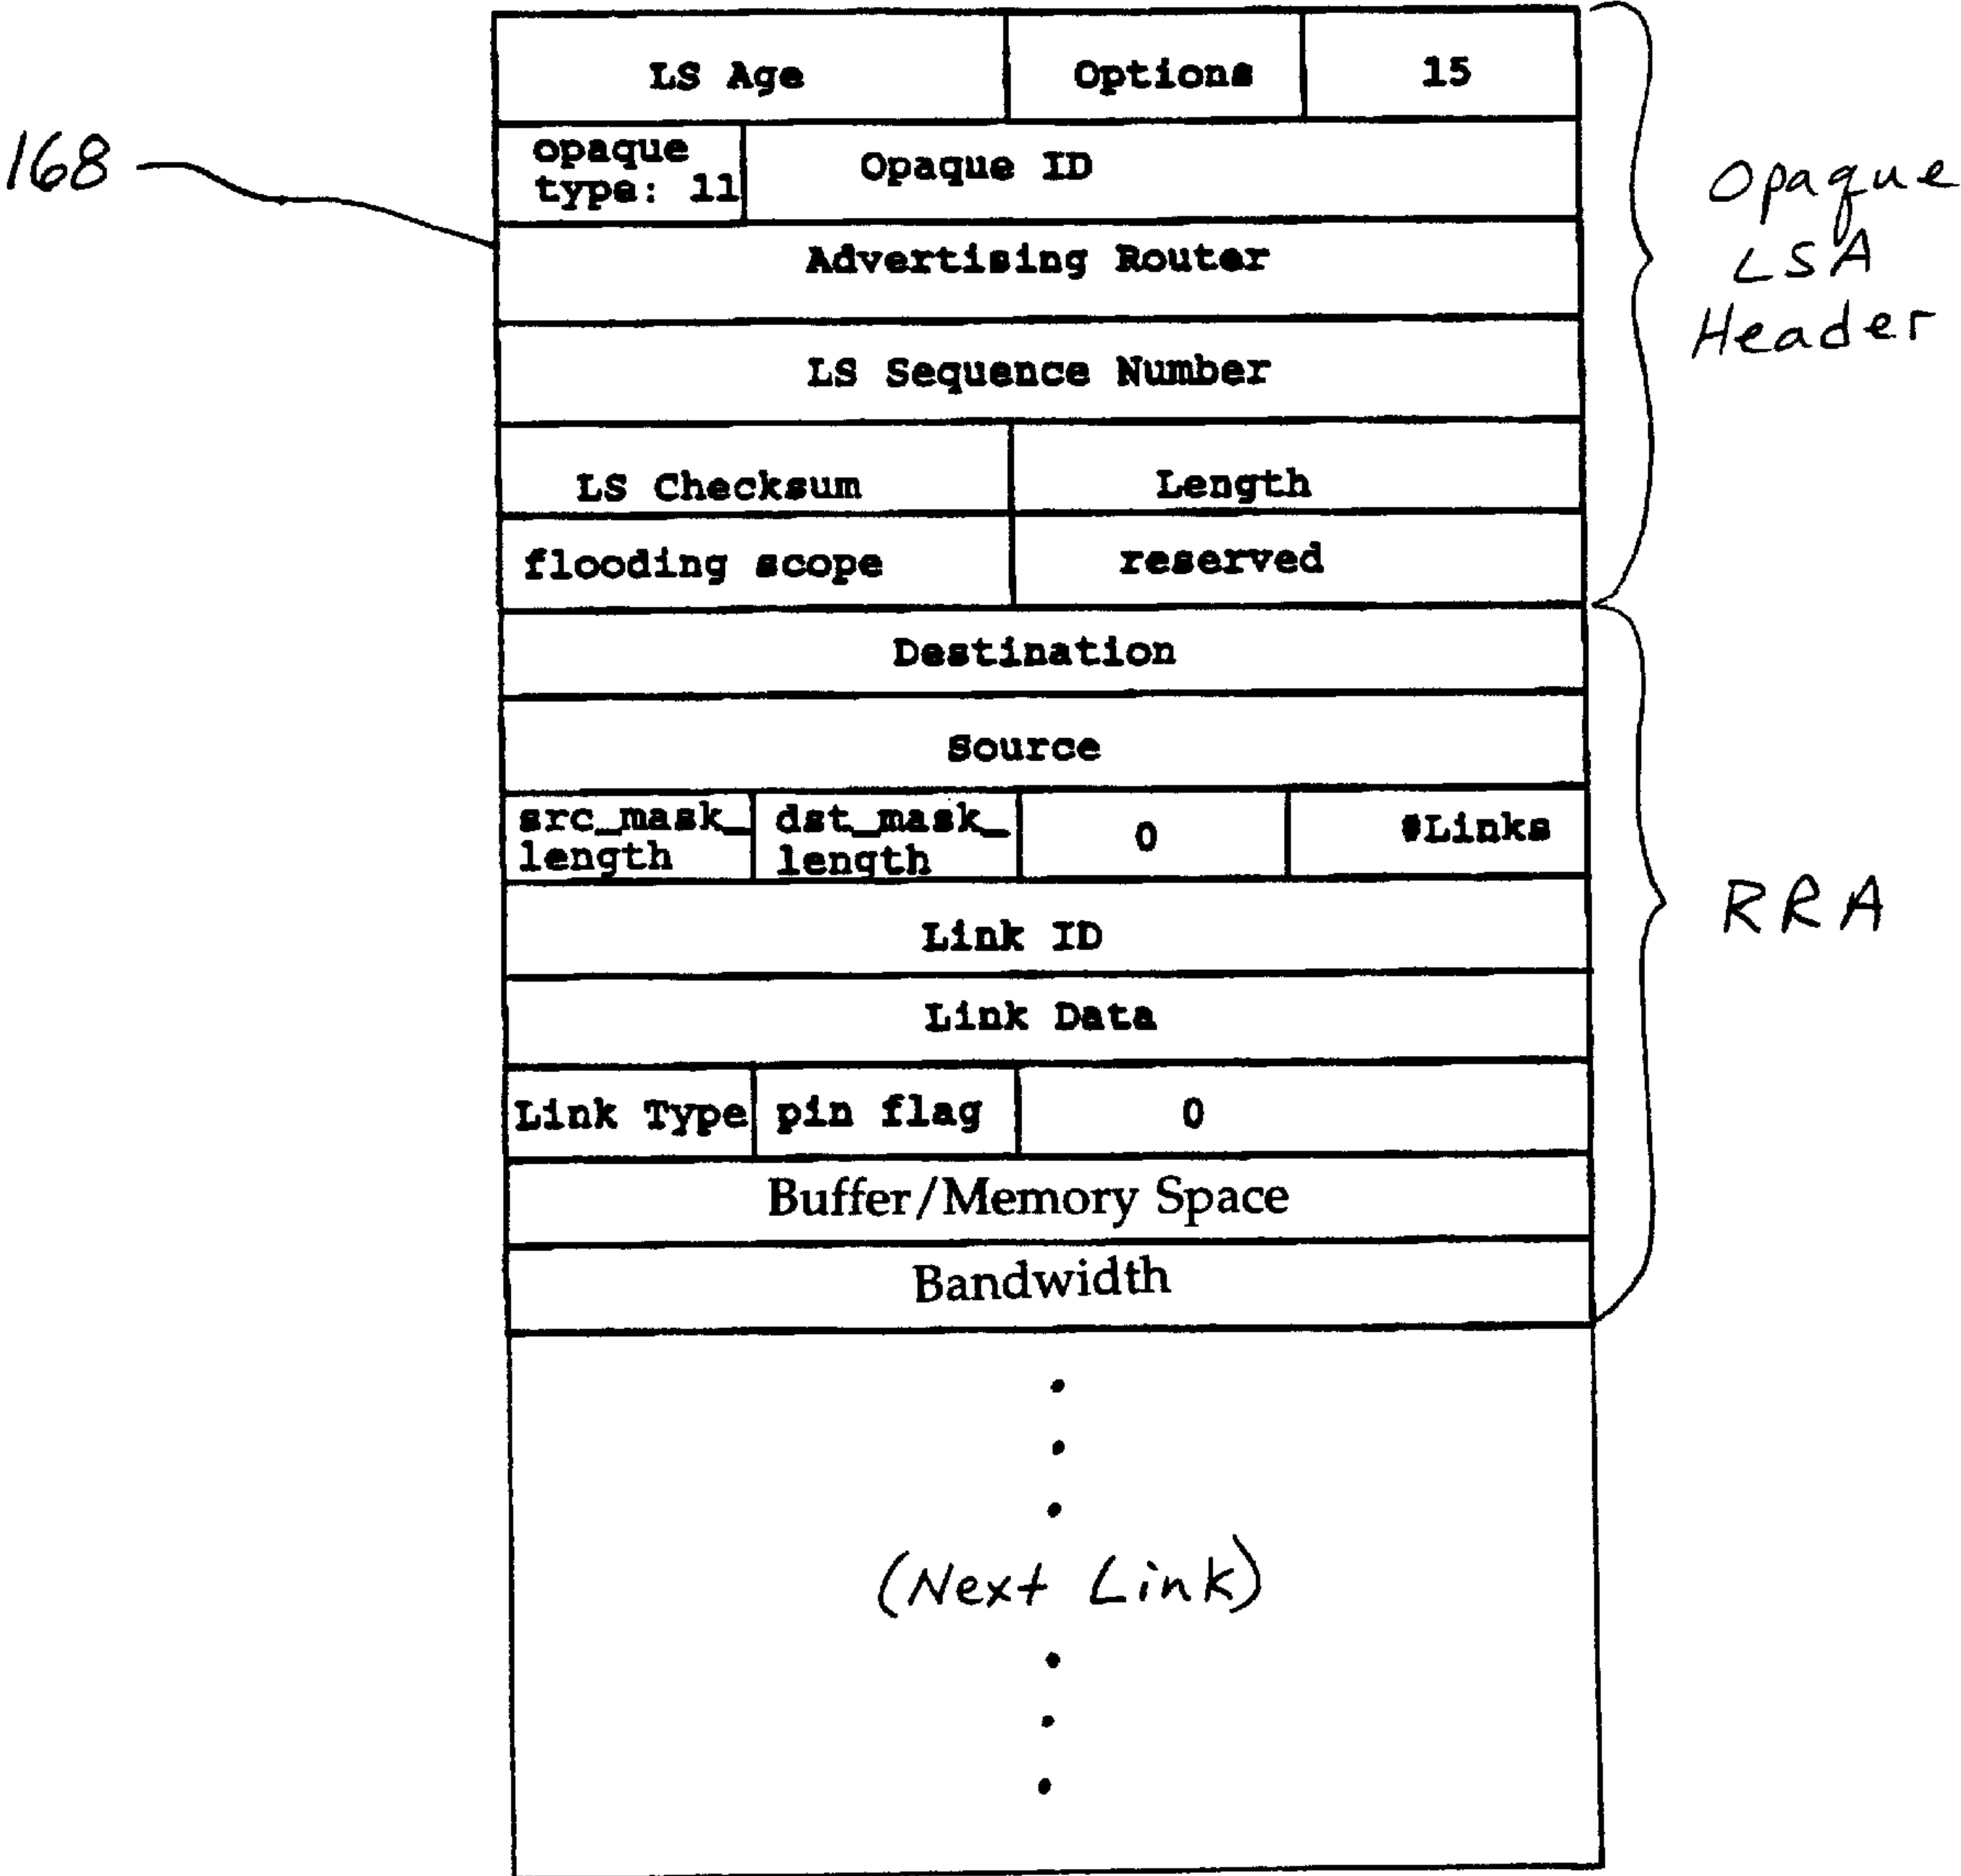 LS Age Options 15
168
opaque
type: 11
Opaque ID
Opaque
LSA
Header
Advertising Router
LS Sequence Number
LS Checksum Length
flooding scope reserved
Destination
Source
src_mask_
length
dst_mask_
length
0
#Links
RRA
Link ID
Link Data
Link Type pin flag 0
Buffer/Memory Space
Bandwidth
(Next Link)